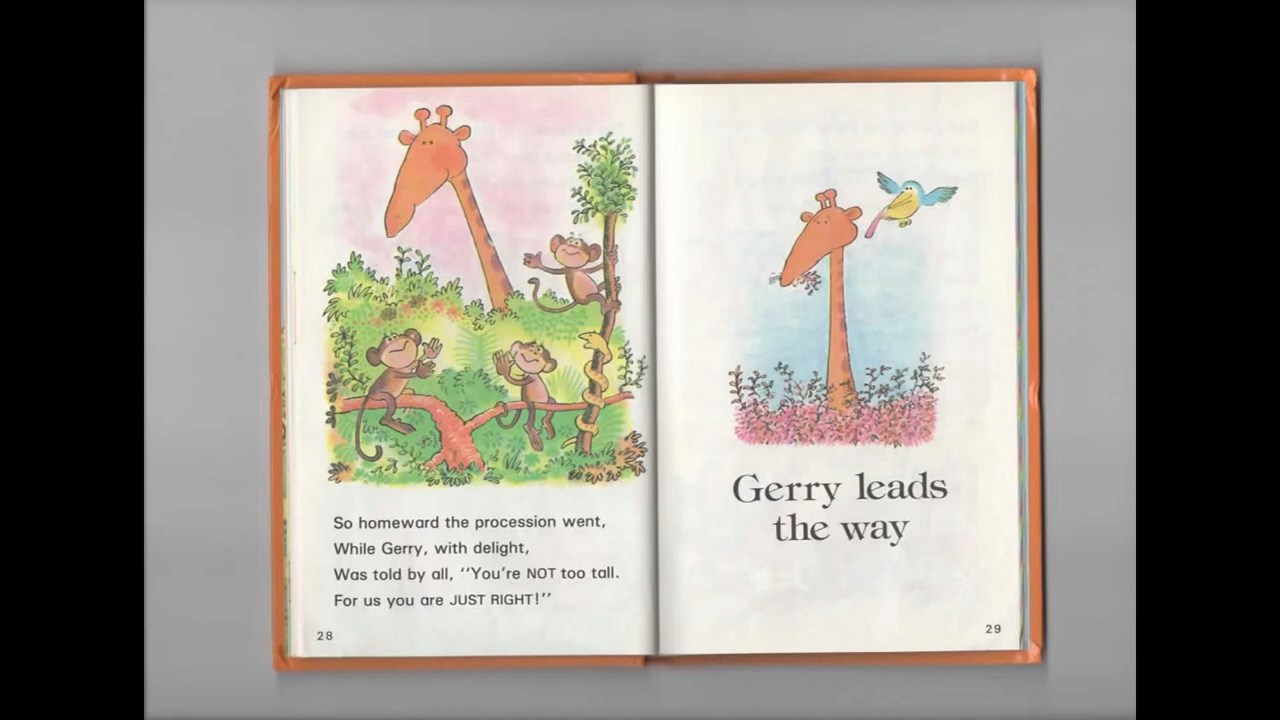 So homeward the procession went,
While Gerry, with delight,
Was told by all, "You're NOT too tall.
For us you are JUST RIGHT!"
28
Gerry leads
the way
29